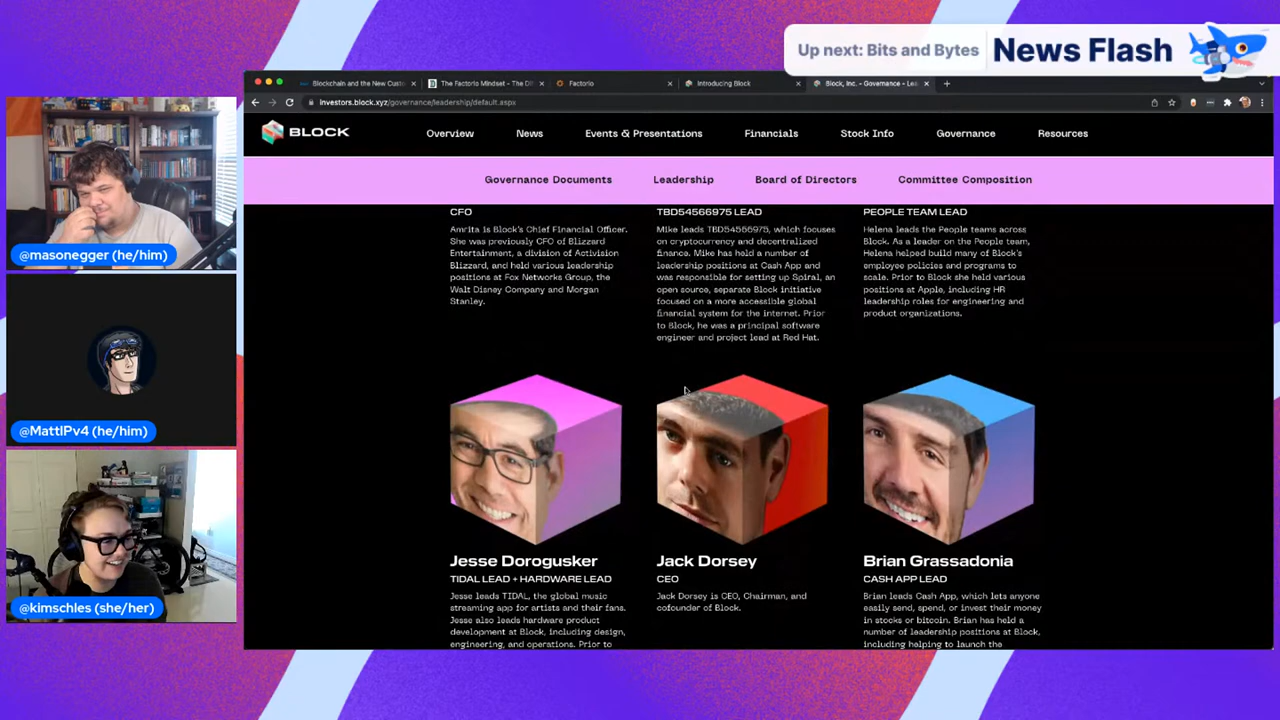 Up next: Bits and Bytes
News Flash
Blockchain and the New Custo
The Factorio Mindset - The Di
Factorio
Introducing Block
Block, Inc. - Governance - Lea
investors.block.xyz/governance/leadership/default.aspx
BLOCK
Overview
News
Events & Presentations
Financials
Stock Info
Governance
Resources
Governance Documents
Leadership
Board of Directors
Committee Composition
CFO
Amrita is Block's Chief Financial Officer.
She was previously CFO of Blizzard
Entertainment, a division of Activision
Blizzard, and held various leadership
positions at Fox Networks Group, the
Walt Disney Company and Morgan
Stanley.
TBD54566975 LEAD
Mike leads TBD54566975, which focuses
on cryptocurrency and decentralized
finance. Mike has held a number of
leadership positions at Cash App and
was responsible for setting up Spiral, an
open source, separate Block initiative
focused on a more accessible global
financial system for the internet. Prior
to Block, he was a principal software
engineer and project lead at Red Hat.
PEOPLE TEAM LEAD
Helena leads the People teams across
Block. As a leader on the People team,
Helena helped build many of Block's
employee policies and programs to
scale. Prior to Block she held various
positions at Apple, including HR
leadership roles for engineering and
product organizations.
Jesse Dorogusker
TIDAL LEAD + HARDWARE LEAD
Jesse leads TIDAL, the global music
streaming app for artists and their fans.
Jesse also leads hardware product
development at Block, including design,
engineering, and operations. Prior to
Jack Dorsey
CEO
Jack Dorsey is CEO, Chairman, and
cofounder of Block.
Brian Grassadonia
CASH APP LEAD
Brian leads Cash App, which lets anyone
easily send, spend, or invest their money
in stocks or bitcoin. Brian has held a
number of leadership positions at Block,
including helping to launch the
@masonegger (he/him)
@MattIPv4 (he/him)
@kimschles (she/her)